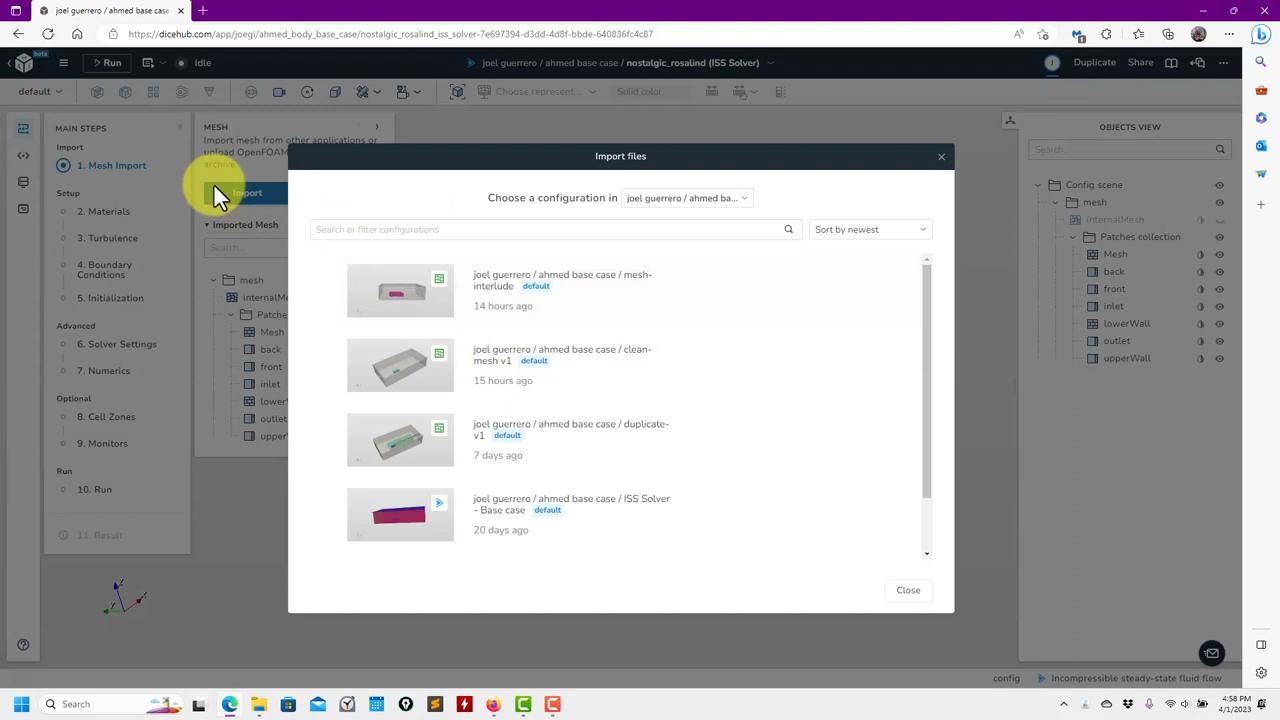 joel guerrero / ahmed body base
https://dicehub.com/app/joegi/ahmed_body_base_case/nostalgic_rosalind_iss_solver-7e697394-d3dd-4d8f-bbde-640836fc4c87
beta
Run
Idle
joel guerrero / ahmed base case / nostalgic_rosalind (ISS Solver)
J
Duplicate
Share
default
Choose represent...
Solid color
MAIN STEPS
Import
1. Mesh Import
Setup
2. Materials
3. Turbulence
4. Boundary
Conditions
5. Initialization
Advanced
6. Solver Settings
7. Numerics
Optional
8. Cell Zones
9. Monitors
Run
10. Run
11. Result
MESH
Import mesh from other applications or
upload OpenFOAM
archive
Import
Imported Mesh
Search...
mesh
internalMe
Patches
Mesh
back
front
inlet
lowerW
outlet
upperW
Import files
Choose a configuration in
joel guerrero / ahmed ba...
Search or filter configurations
Sort by newest
joel guerrero / ahmed base case / mesh-
interlude default
14 hours ago
joel guerrero / ahmed base case / clean-
mesh v1 default
15 hours ago
joel guerrero / ahmed base case / duplicate-
v1 default
7 days ago
joel guerrero / ahmed base case / ISS Solver
- Base case default
20 days ago
Close
OBJECTS VIEW
Search...
Config scene
mesh
internalMesh
Patches collection
Mesh
back
front
inlet
lowerWall
outlet
upperWall
config
Incompressible steady-state fluid flow
Search
4:58 PM
4/1/2023